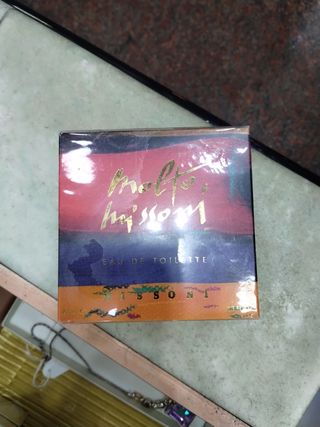 Molto,
Missoni
EAU DE TOILETTE
MISSONI